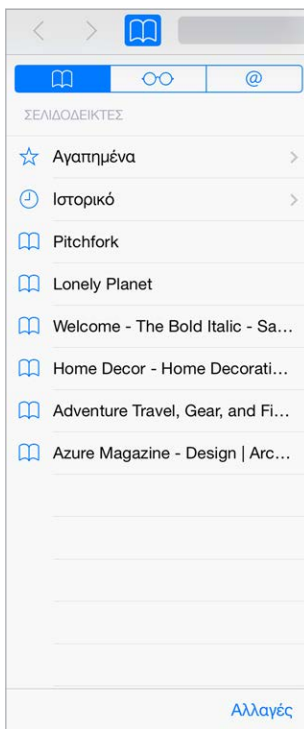 @
ΣΕΛΙΔΟΔΕΙΚΤΕΣ
Αγαπημένα
Ιστορικό
Pitchfork
Lonely Planet
Welcome - The Bold Italic - Sa...
Home Decor - Home Decorati...
Adventure Travel, Gear, and Fi...
Azure Magazine - Design | Arc...
Αλλαγές